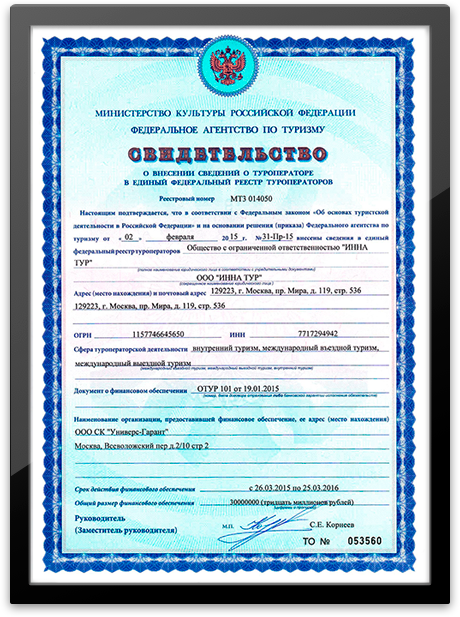 МИНИСТЕРСТВО КУЛЬТУРЫ РОССИЙСКОЙ ФЕДЕРАЦИИ
ФЕДЕРАЛЬНОЕ АГЕНТСТВО ПО ТУРИЗМУ
СВИДЕТЕЛЬСТВО
О ВНЕСЕНИИ СВЕДЕНИЙ О ТУРОПЕРАТОРЕ
В ЕДИНЫЙ ФЕДЕРАЛЬНЫЙ РЕЕСТР ТУРОПЕРАТОРОВ
Реестровый номер МТ3 014050
Настоящим подтверждается, что в соответствии с Федеральным законом «Об основах туристской
деятельности в Российской Федерации» и на основании решения (приказа) Федерального агентства по
туризму от «02» февраля 2015 г. №31-Пр-15 внесены сведения в единый
федеральный реестр туроператоров Общество с ограниченной ответственностью "ИННА
ТУР"
(полное наименование юридического лица в соответствии с учредительными документами)
ООО "ИННА ТУР"
(сокращенное наименование юридического лица)
Адрес (место нахождения) и почтовый адрес 129223, г. Москва, пр. Мира, д. 119, стр. 536
129223, г. Москва, пр. Мира, д. 119, стр. 536
ОГРН 1157746645650 ИНН 7717294942
Сфера туроператорской деятельности внутренний туризм, международный въездной туризм,
международный выездной туризм
(международный въездной туризм, международный выездной туризм, внутренний туризм)
Документ о финансовом обеспечении ОТУР 101 от 19.01.2015
(номер, дата договора страхования либо банковской гарантии исполнения обязательств)
Наименование организации, предоставившей финансовое обеспечение, ее адрес (место нахождения)
ООО СК "Универс-Гарант"
Москва, Всеволожский пер д.2/10 стр 2
Срок действия финансового обеспечения с 26.03.2015 по 25.03.2016
Общий размер финансового обеспечения 30000000 (тридцать миллионов рублей)
(цифрами и прописью)
Руководитель
(Заместитель руководителя) М.П. С.Е. Корнеев
ТО № 053560